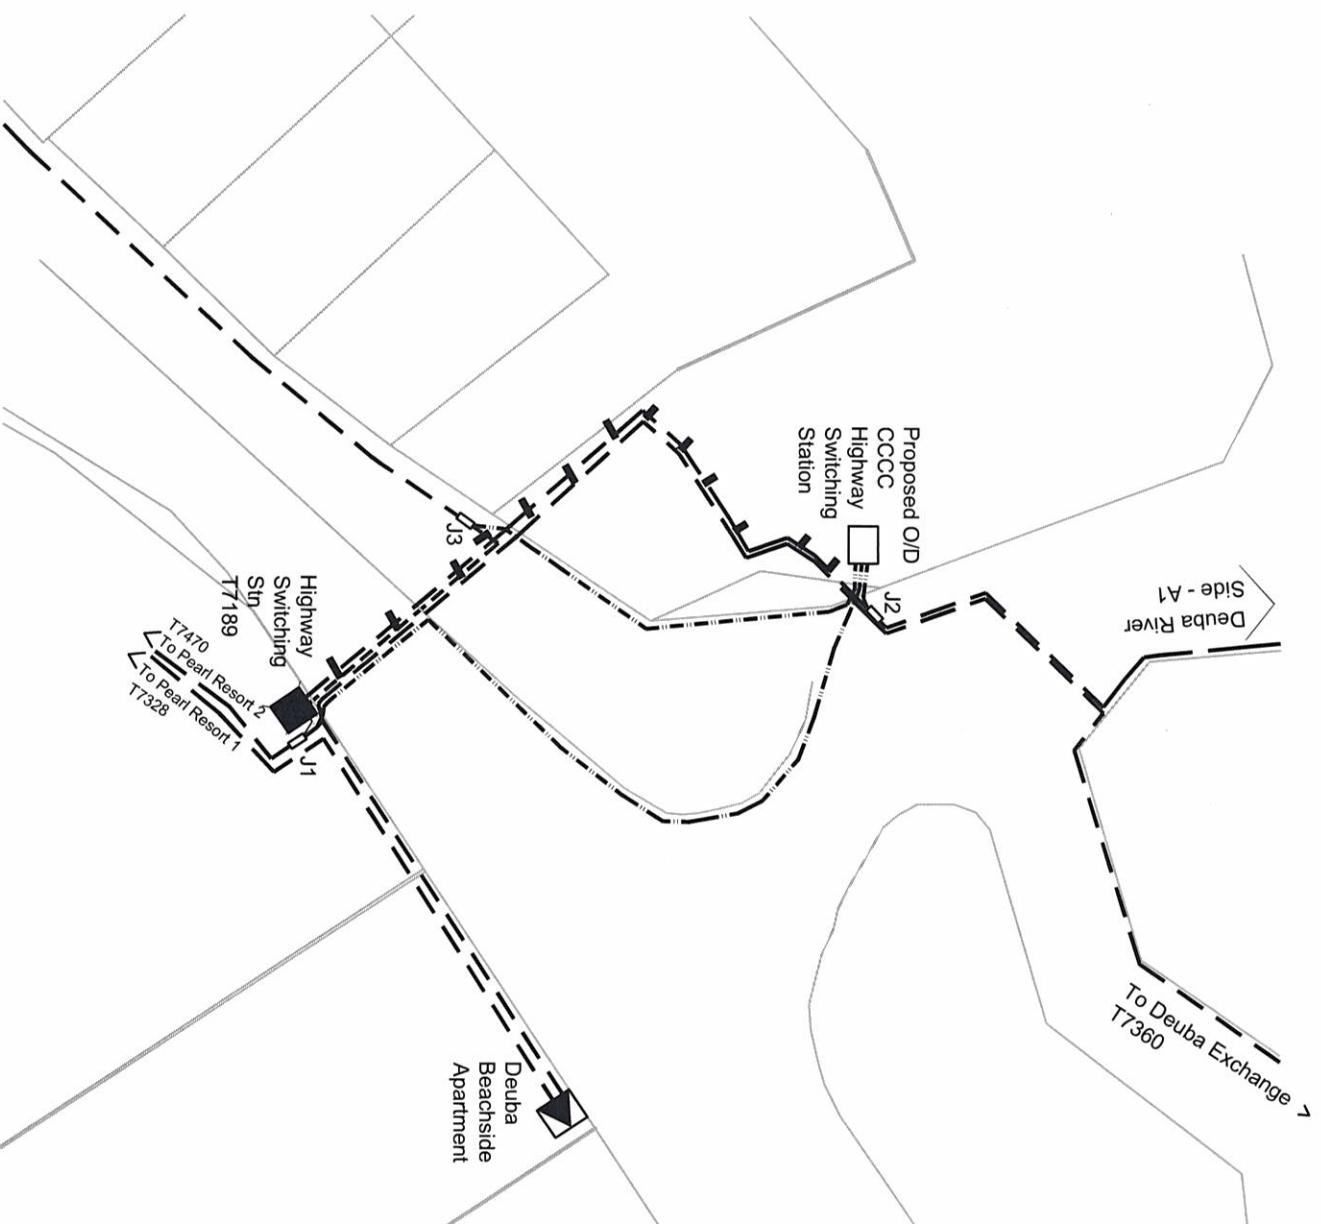 Proposed O/D
CCCC
Highway
Switching
Station
J2
Deuba River
Side - A1
J3
Highway
Switching
Stn
T7189
T7470
To Pearl Resort 2
To Pearl Resort 1
T7328
J1
To Deuba Exchange
T7360
Deuba
Beachside
Apartment